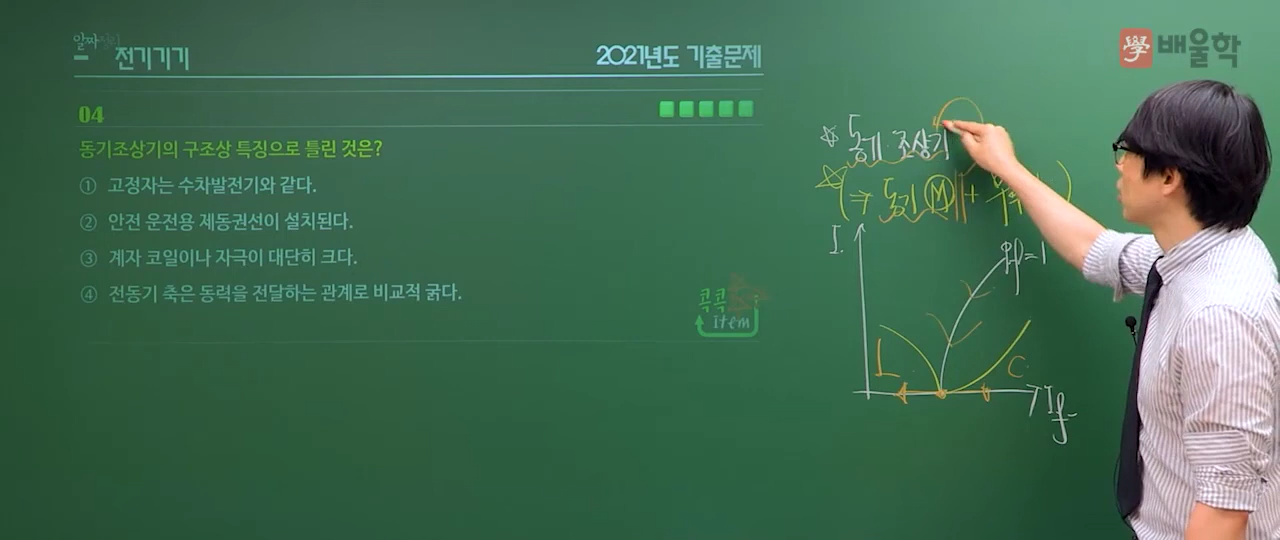 알짜
전기기기
2021년도 기출문제
學 배울학
04
동기조상기의 구조상 특징으로 틀린 것은?
① 고정자는 수차발전기와 같다.
② 안전 운전용 제동권선이 설치된다.
③ 계자 코일이나 자극이 대단히 크다.
④ 전동기 축은 동력을 전달하는 관계로 비교적 굵다.
콕콕
Item
☆ 동기 조상기
☆ (⇒ 동기 Ⓜ + )
I
pf=1
L
C
If